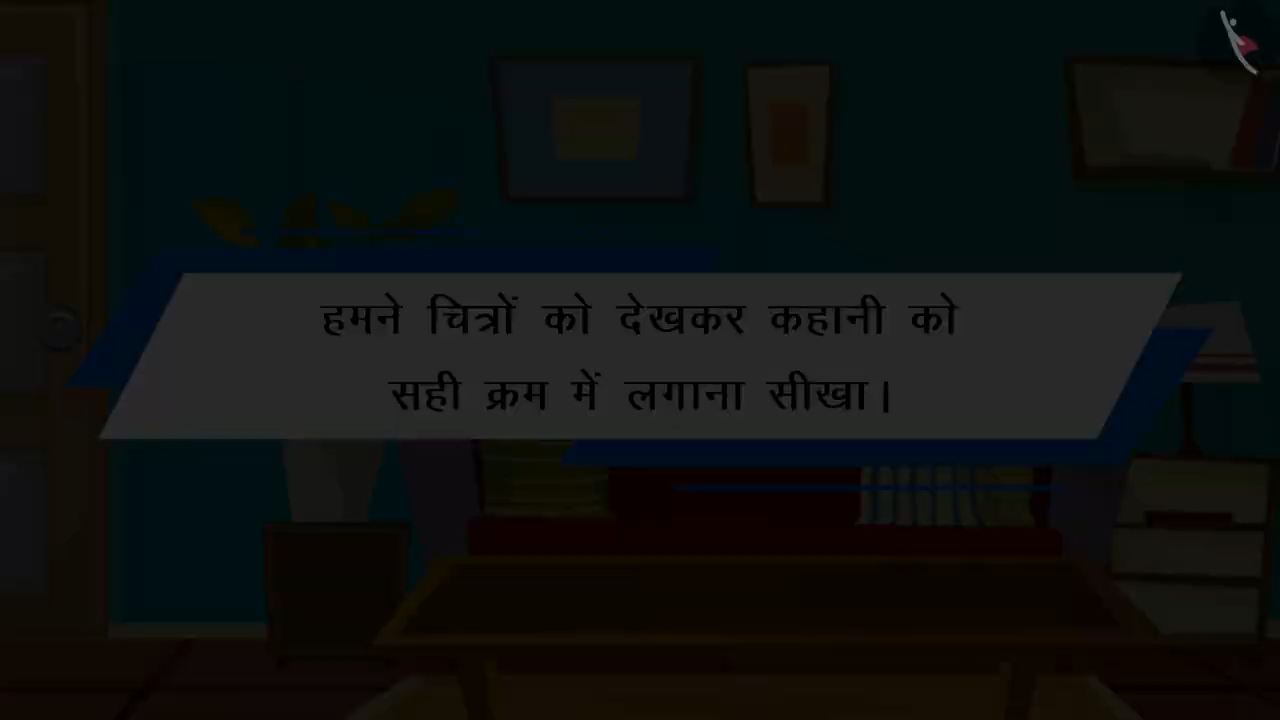 हमने चित्रों को देखकर कहानी को
सही क्रम में लगाना सीखा।